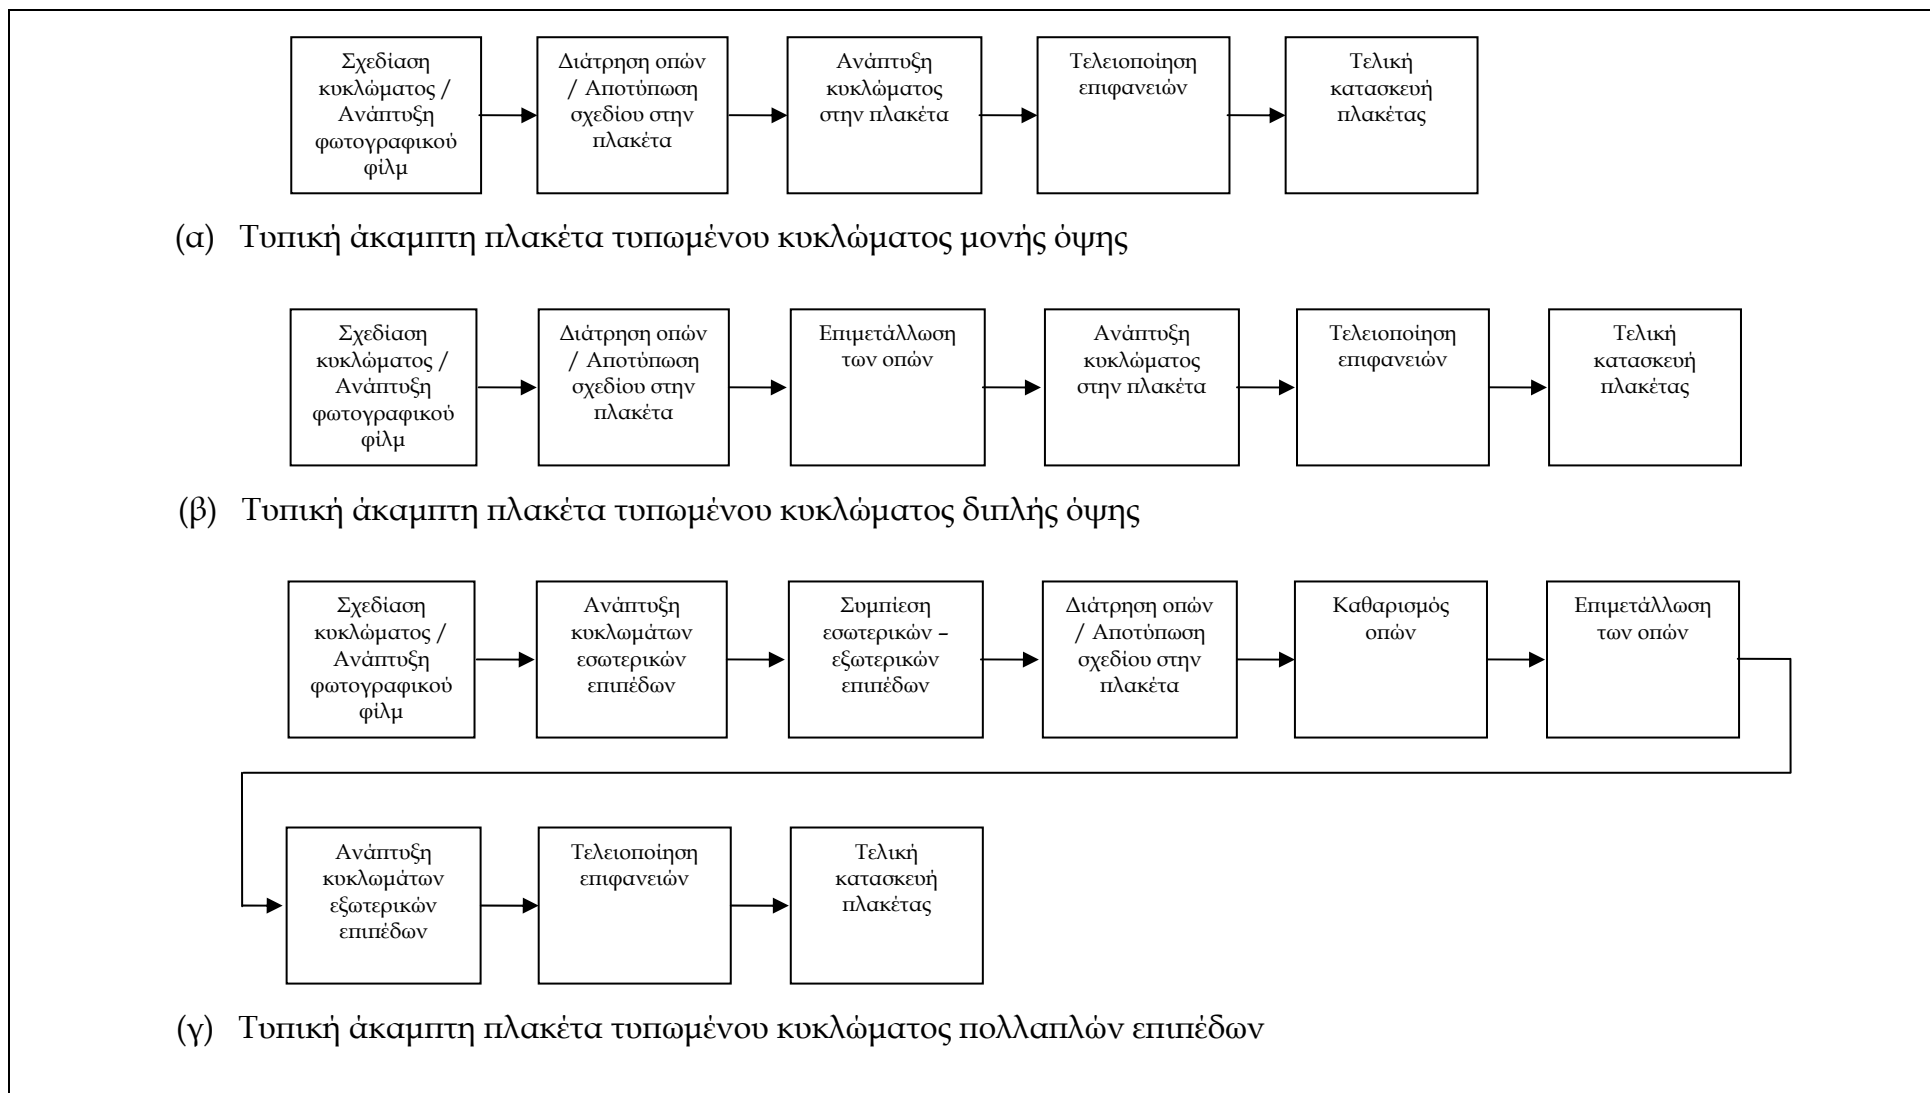 Σχεδίαση
κυκλώματος /
Ανάπτυξη
φωτογραφικού
φίλμ
Διάτρηση οπών
/ Αποτύπωση
σχεδίου στην
πλακέτα
Ανάπτυξη
κυκλώματος
στην πλακέτα
Τελειοποίηση
επιφανειών
Τελική
κατασκευή
πλακέτας
(α) Τυπική άκαμπτη πλακέτα τυπωμένου κυκλώματος μονής όψης
Σχεδίαση
κυκλώματος /
Ανάπτυξη
φωτογραφικού
φίλμ
Διάτρηση οπών
/ Αποτύπωση
σχεδίου στην
πλακέτα
Επιμετάλλωση
των οπών
Ανάπτυξη
κυκλώματος
στην πλακέτα
Τελειοποίηση
επιφανειών
Τελική
κατασκευή
πλακέτας
(β) Τυπική άκαμπτη πλακέτα τυπωμένου κυκλώματος διπλής όψης
Σχεδίαση
κυκλώματος /
Ανάπτυξη
φωτογραφικού
φίλμ
Ανάπτυξη
κυκλωμάτων
εσωτερικών
επιπέδων
Συμπίεση
εσωτερικών –
εξωτερικών
επιπέδων
Διάτρηση οπών
/ Αποτύπωση
σχεδίου στην
πλακέτα
Καθαρισμός
οπών
Επιμετάλλωση
των οπών
Ανάπτυξη
κυκλωμάτων
εξωτερικών
επιπέδων
Τελειοποίηση
επιφανειών
Τελική
κατασκευή
πλακέτας
(γ) Τυπική άκαμπτη πλακέτα τυπωμένου κυκλώματος πολλαπλών επιπέδων